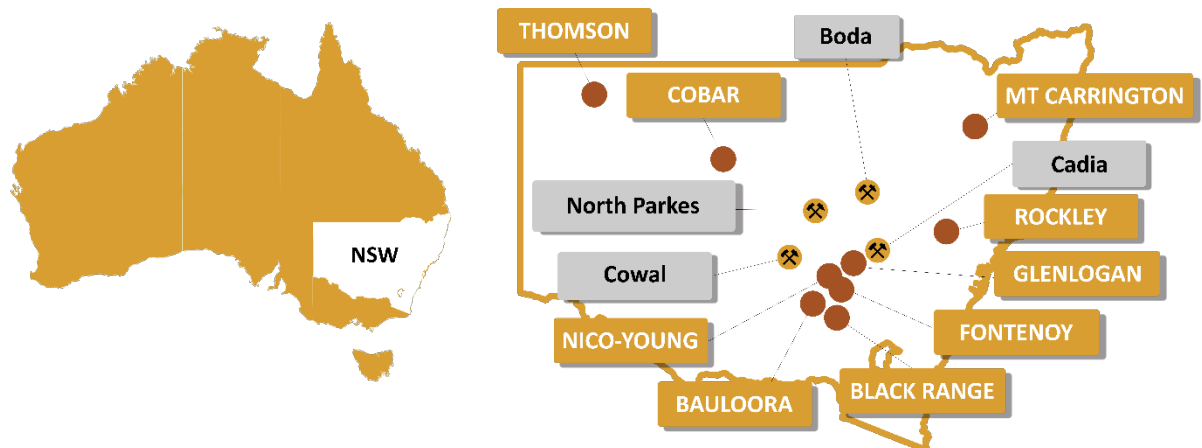 NSW
THOMSON
Boda
COBAR
MT CARRINGTON
Cadia
North Parkes
ROCKLEY
Cowal
GLENLOGAN
NICO-YOUNG
FONTENOY
BAULOORA
BLACK RANGE